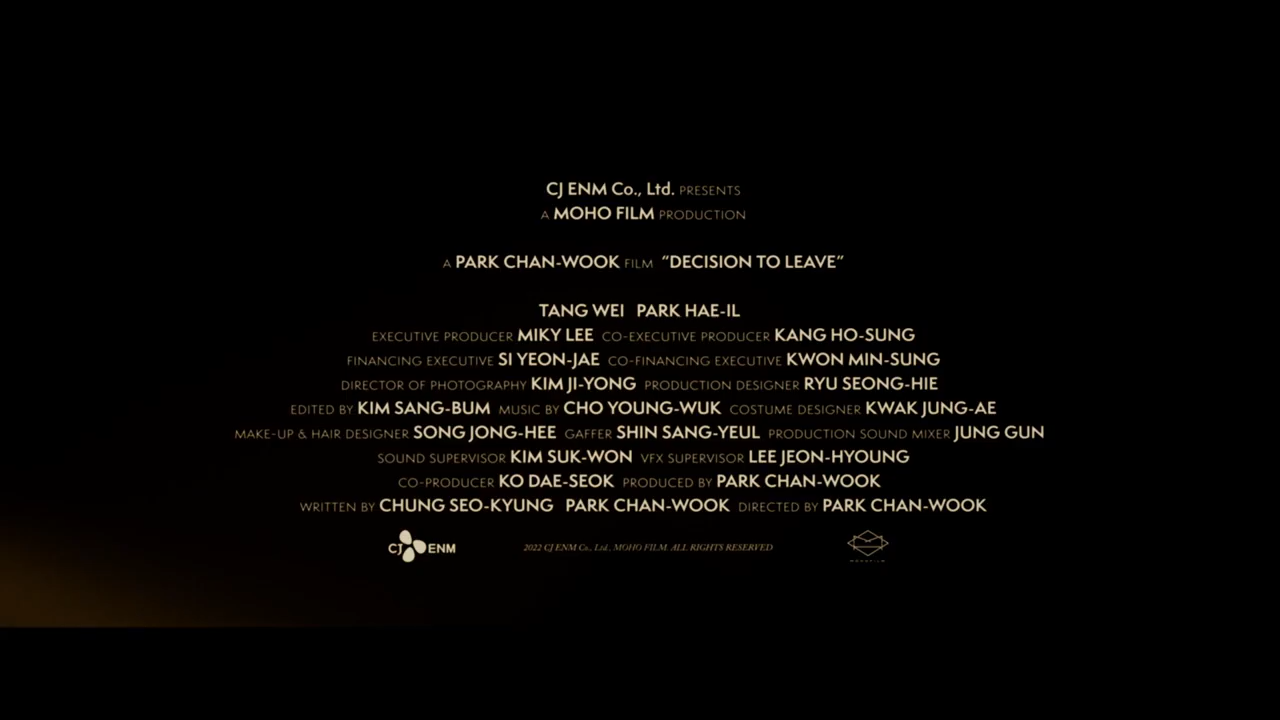 CJ ENM Co., Ltd. PRESENTS
A MOHO FILM PRODUCTION
A PARK CHAN-WOOK FILM “DECISION TO LEAVE”
TANG WEI PARK HAE-IL
EXECUTIVE PRODUCER MIKY LEE CO-EXECUTIVE PRODUCER KANG HO-SUNG
FINANCING EXECUTIVE SI YEON-JAE CO-FINANCING EXECUTIVE KWON MIN-SUNG
DIRECTOR OF PHOTOGRAPHY KIM JI-YONG PRODUCTION DESIGNER RYU SEONG-HIE
EDITED BY KIM SANG-BUM MUSIC BY CHO YOUNG-WUK COSTUME DESIGNER KWAK JUNG-AE
MAKE-UP & HAIR DESIGNER SONG JONG-HEE GAFFER SHIN SANG-YEUL PRODUCTION SOUND MIXER JUNG GUN
SOUND SUPERVISOR KIM SUK-WON VFX SUPERVISOR LEE JEON-HYOUNG
CO-PRODUCER KO DAE-SEOK PRODUCED BY PARK CHAN-WOOK
WRITTEN BY CHUNG SEO-KYUNG PARK CHAN-WOOK DIRECTED BY PARK CHAN-WOOK
CJ ENM 2022 CJ ENM Co., Ltd., MOHO FILM. ALL RIGHTS RESERVED